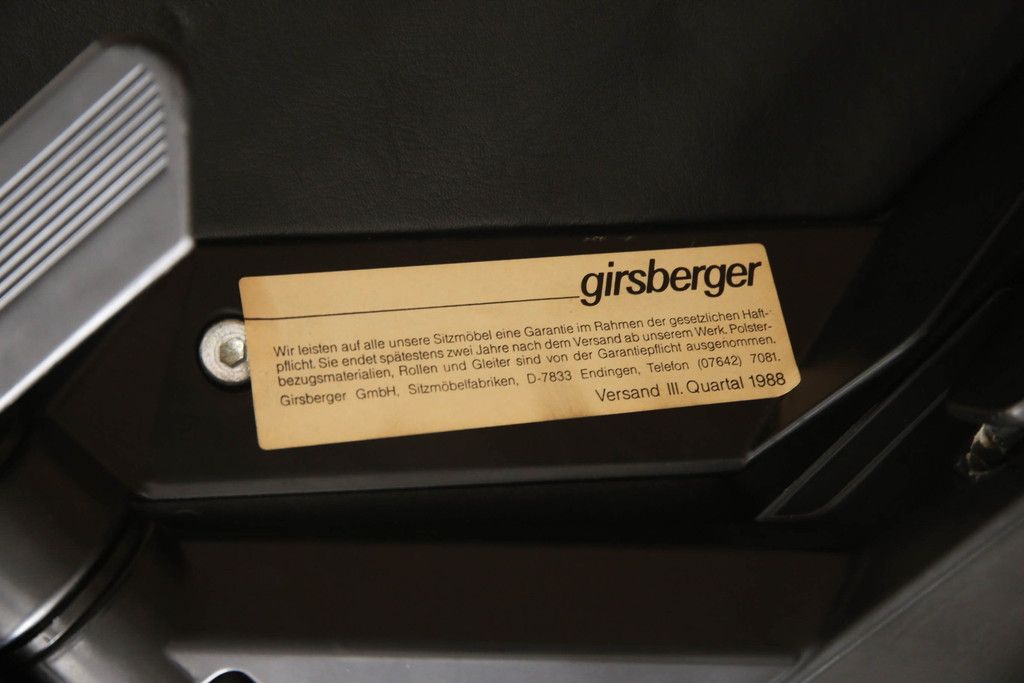 girsberger
Wir leisten auf alle unsere Sitzmöbel eine Garantie im Rahmen der gesetzlichen Haft-
pflicht. Sie endet spätestens zwei Jahre nach dem Versand ab unserem Werk. Polster-
bezugsmaterialien, Rollen und Gleiter sind von der Garantiepflicht ausgenommen.
Girsberger GmbH, Sitzmöbelfabriken, D-7833 Endingen, Telefon (07642) 7081.
Versand III. Quartal 1988